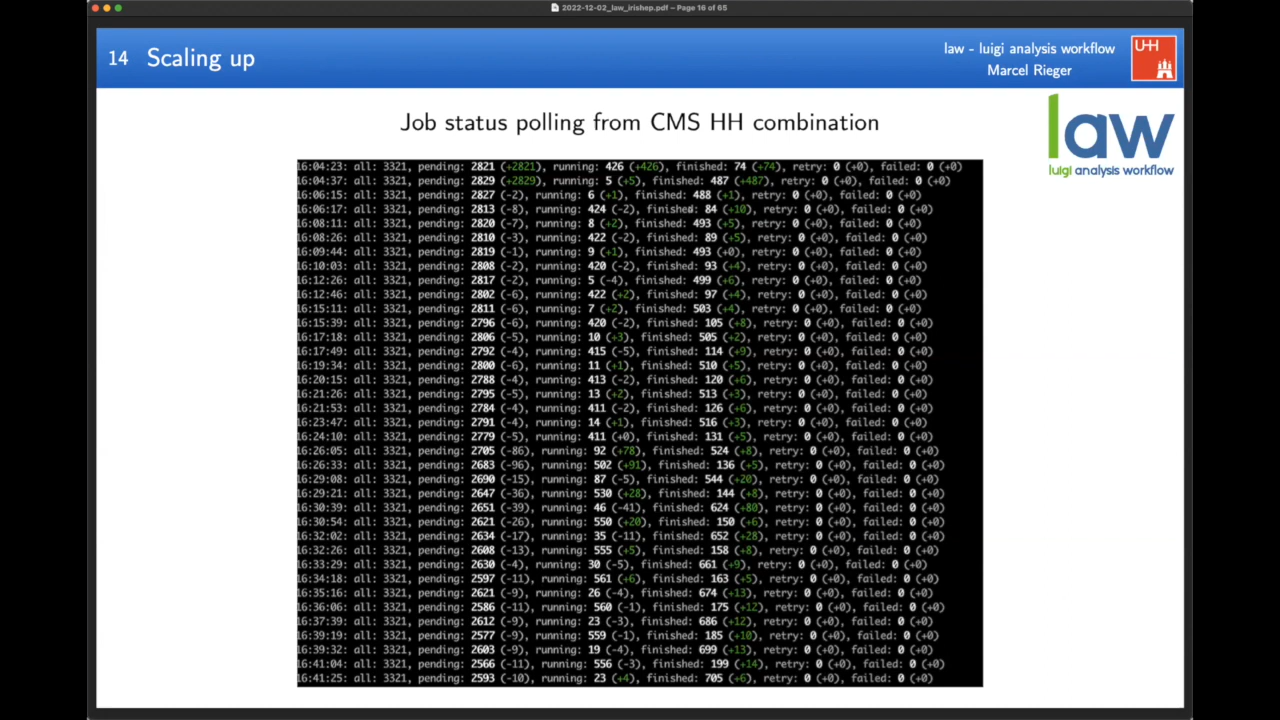 2022-12-02_law_irishep.pdf – Page 16 of 65
14 Scaling up
law - luigi analysis workflow
Marcel Rieger
UHH
law
luigi analysis workflow
Job status polling from CMS HH combination
16:04:23: all: 3321, pending: 2821 (+2821), running: 426 (+426), finished: 74 (+74), retry: 0 (+0), failed: 0 (+0)
16:04:37: all: 3321, pending: 2829 (+2829), running: 5 (+5), finished: 487 (+487), retry: 0 (+0), failed: 0 (+0)
16:06:15: all: 3321, pending: 2827 (-2), running: 6 (+1), finished: 488 (+1), retry: 0 (+0), failed: 0 (+0)
16:06:17: all: 3321, pending: 2813 (-8), running: 424 (-2), finished: 84 (+10), retry: 0 (+0), failed: 0 (+0)
16:08:11: all: 3321, pending: 2820 (-7), running: 8 (+2), finished: 493 (+5), retry: 0 (+0), failed: 0 (+0)
16:08:26: all: 3321, pending: 2810 (-3), running: 422 (-2), finished: 89 (+5), retry: 0 (+0), failed: 0 (+0)
16:09:44: all: 3321, pending: 2819 (-1), running: 9 (+1), finished: 493 (+0), retry: 0 (+0), failed: 0 (+0)
16:10:03: all: 3321, pending: 2808 (-2), running: 420 (-2), finished: 93 (+4), retry: 0 (+0), failed: 0 (+0)
16:12:26: all: 3321, pending: 2817 (-2), running: 5 (-4), finished: 499 (+6), retry: 0 (+0), failed: 0 (+0)
16:12:46: all: 3321, pending: 2802 (-6), running: 422 (+2), finished: 97 (+4), retry: 0 (+0), failed: 0 (+0)
16:15:11: all: 3321, pending: 2811 (-6), running: 7 (+2), finished: 503 (+4), retry: 0 (+0), failed: 0 (+0)
16:15:39: all: 3321, pending: 2796 (-6), running: 420 (-2), finished: 105 (+8), retry: 0 (+0), failed: 0 (+0)
16:17:18: all: 3321, pending: 2806 (-5), running: 10 (+3), finished: 505 (+2), retry: 0 (+0), failed: 0 (+0)
16:17:49: all: 3321, pending: 2792 (-4), running: 415 (-5), finished: 114 (+9), retry: 0 (+0), failed: 0 (+0)
16:19:34: all: 3321, pending: 2800 (-6), running: 11 (+1), finished: 510 (+5), retry: 0 (+0), failed: 0 (+0)
16:20:15: all: 3321, pending: 2788 (-4), running: 413 (-2), finished: 120 (+6), retry: 0 (+0), failed: 0 (+0)
16:21:26: all: 3321, pending: 2795 (-5), running: 13 (+2), finished: 513 (+3), retry: 0 (+0), failed: 0 (+0)
16:21:53: all: 3321, pending: 2784 (-4), running: 411 (-2), finished: 126 (+6), retry: 0 (+0), failed: 0 (+0)
16:23:47: all: 3321, pending: 2791 (-4), running: 14 (+1), finished: 516 (+3), retry: 0 (+0), failed: 0 (+0)
16:24:10: all: 3321, pending: 2779 (-5), running: 411 (+0), finished: 131 (+5), retry: 0 (+0), failed: 0 (+0)
16:26:05: all: 3321, pending: 2705 (-86), running: 92 (+78), finished: 524 (+8), retry: 0 (+0), failed: 0 (+0)
16:26:33: all: 3321, pending: 2683 (-96), running: 502 (+91), finished: 136 (+5), retry: 0 (+0), failed: 0 (+0)
16:29:08: all: 3321, pending: 2690 (-15), running: 87 (-5), finished: 544 (+20), retry: 0 (+0), failed: 0 (+0)
16:29:21: all: 3321, pending: 2647 (-36), running: 530 (+28), finished: 144 (+8), retry: 0 (+0), failed: 0 (+0)
16:30:39: all: 3321, pending: 2651 (-39), running: 46 (-41), finished: 624 (+80), retry: 0 (+0), failed: 0 (+0)
16:30:54: all: 3321, pending: 2621 (-26), running: 550 (+20), finished: 150 (+6), retry: 0 (+0), failed: 0 (+0)
16:32:02: all: 3321, pending: 2634 (-17), running: 35 (-11), finished: 652 (+28), retry: 0 (+0), failed: 0 (+0)
16:32:26: all: 3321, pending: 2608 (-13), running: 555 (+5), finished: 158 (+8), retry: 0 (+0), failed: 0 (+0)
16:33:29: all: 3321, pending: 2630 (-4), running: 30 (-5), finished: 661 (+9), retry: 0 (+0), failed: 0 (+0)
16:34:18: all: 3321, pending: 2597 (-11), running: 561 (+6), finished: 163 (+5), retry: 0 (+0), failed: 0 (+0)
16:35:16: all: 3321, pending: 2621 (-9), running: 26 (-4), finished: 674 (+13), retry: 0 (+0), failed: 0 (+0)
16:36:06: all: 3321, pending: 2586 (-11), running: 560 (-1), finished: 175 (+12), retry: 0 (+0), failed: 0 (+0)
16:37:39: all: 3321, pending: 2612 (-9), running: 23 (-3), finished: 686 (+12), retry: 0 (+0), failed: 0 (+0)
16:39:19: all: 3321, pending: 2577 (-9), running: 559 (-1), finished: 185 (+10), retry: 0 (+0), failed: 0 (+0)
16:39:32: all: 3321, pending: 2603 (-9), running: 19 (-4), finished: 699 (+13), retry: 0 (+0), failed: 0 (+0)
16:41:04: all: 3321, pending: 2566 (-11), running: 556 (-3), finished: 199 (+14), retry: 0 (+0), failed: 0 (+0)
16:41:25: all: 3321, pending: 2593 (-10), running: 23 (+4), finished: 705 (+6), retry: 0 (+0), failed: 0 (+0)